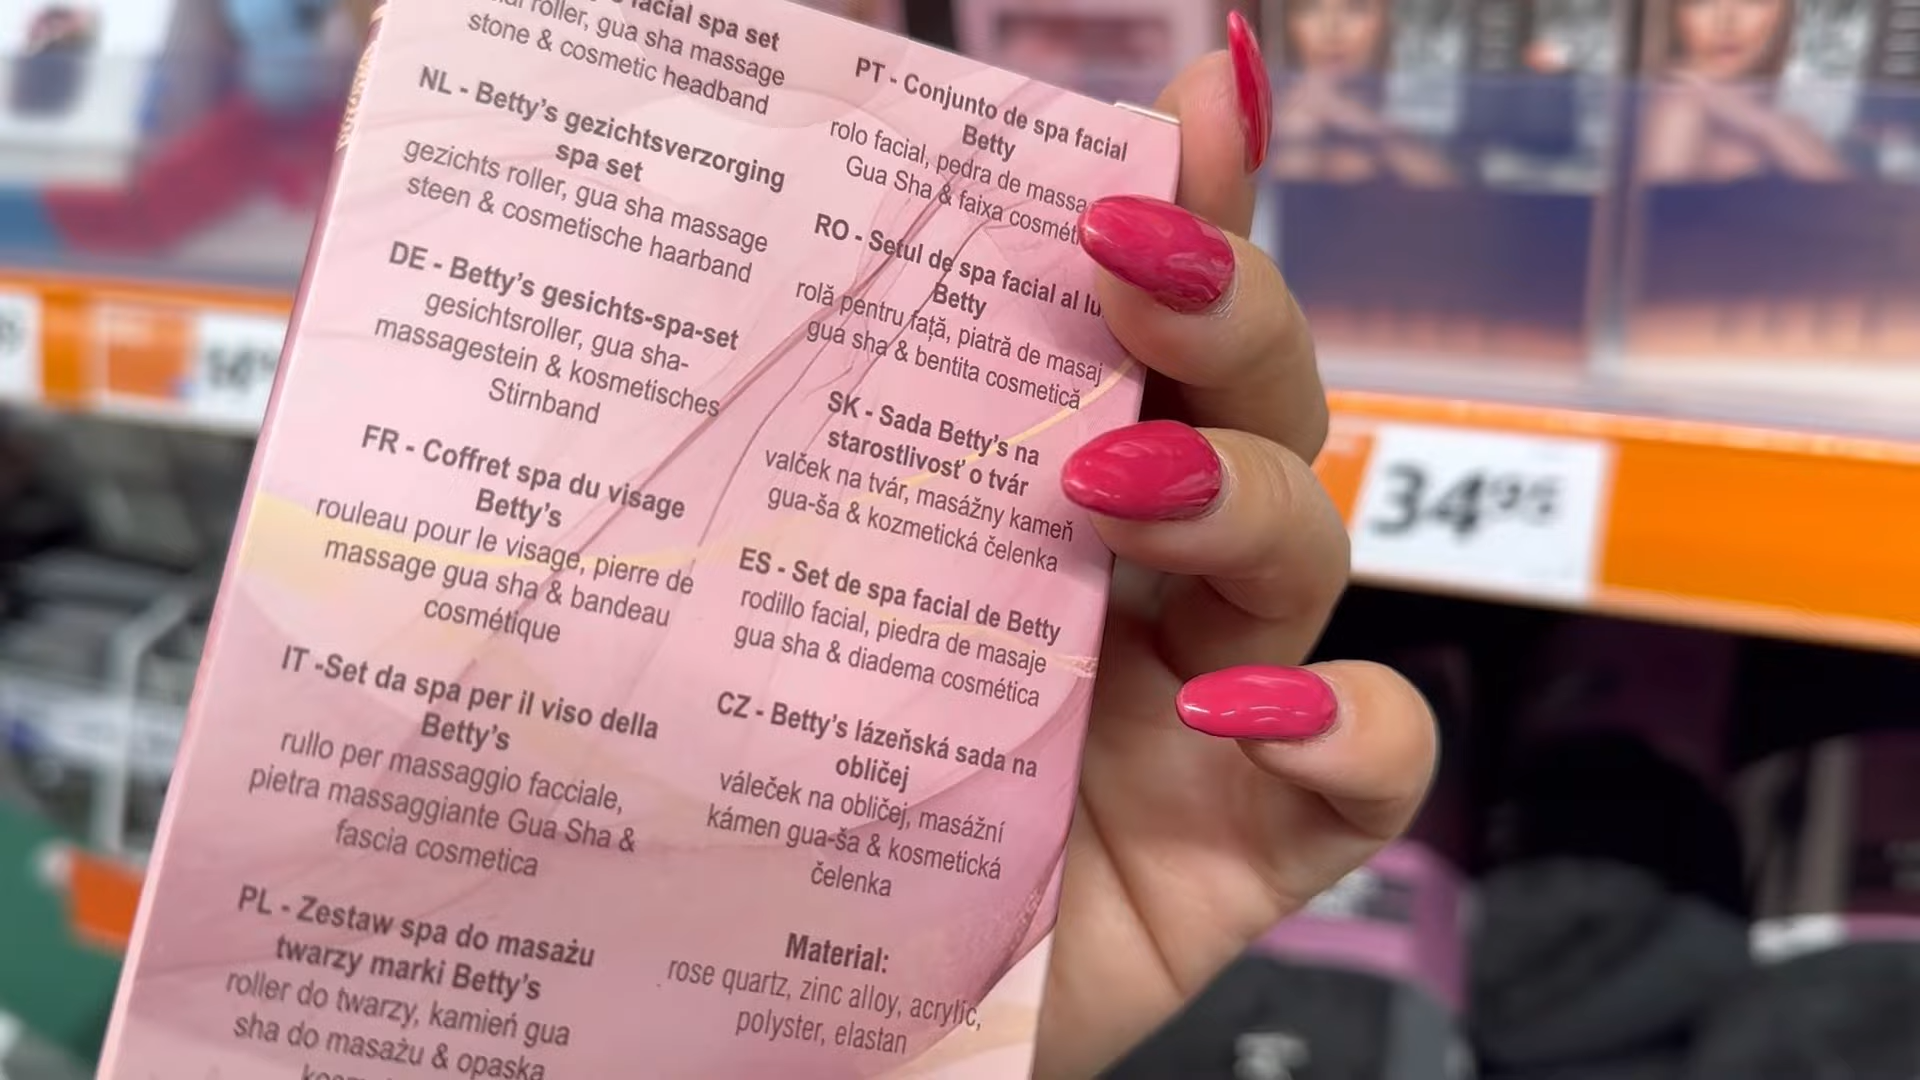 facial spa set
roller, gua sha massage
stone & cosmetic headband
NL - Betty's gezichtsverzorging
spa set
gezichts roller, gua sha massage
steen & cosmetische haarband
DE - Betty's gesichts-spa-set
gesichtsroller, gua sha-
massagestein & kosmetisches
Stirnband
FR - Coffret spa du visage
Betty's
rouleau pour le visage, pierre de
massage gua sha & bandeau
cosmétique
IT -Set da spa per il viso della
Betty's
rullo per massaggio facciale,
pietra massaggiante Gua Sha &
fascia cosmetica
PL - Zestaw spa do masażu
twarzy marki Betty's
roller do twarzy, kamień gua
sha do masażu & opaska
PT - Conjunto de spa facial
Betty
rolo facial, pedra de massa
Gua Sha & faixa cosmét
RO - Setul de spa facial al lu
Betty
rolă pentru față, piatră de masaj
gua sha & bentita cosmetică
SK - Sada Betty's na
starostlivosť o tvár
valček na tvár, masážny kameň
gua-ša & kozmetická čelenka
ES - Set de spa facial de Betty
rodillo facial, piedra de masaje
gua sha & diadema cosmética
CZ - Betty's lázeňská sada na
obličej
váleček na obličej, masážní
kámen gua-ša & kosmetická
čelenka
Material:
rose quartz, zinc alloy, acrylic,
polyster, elastan
3495